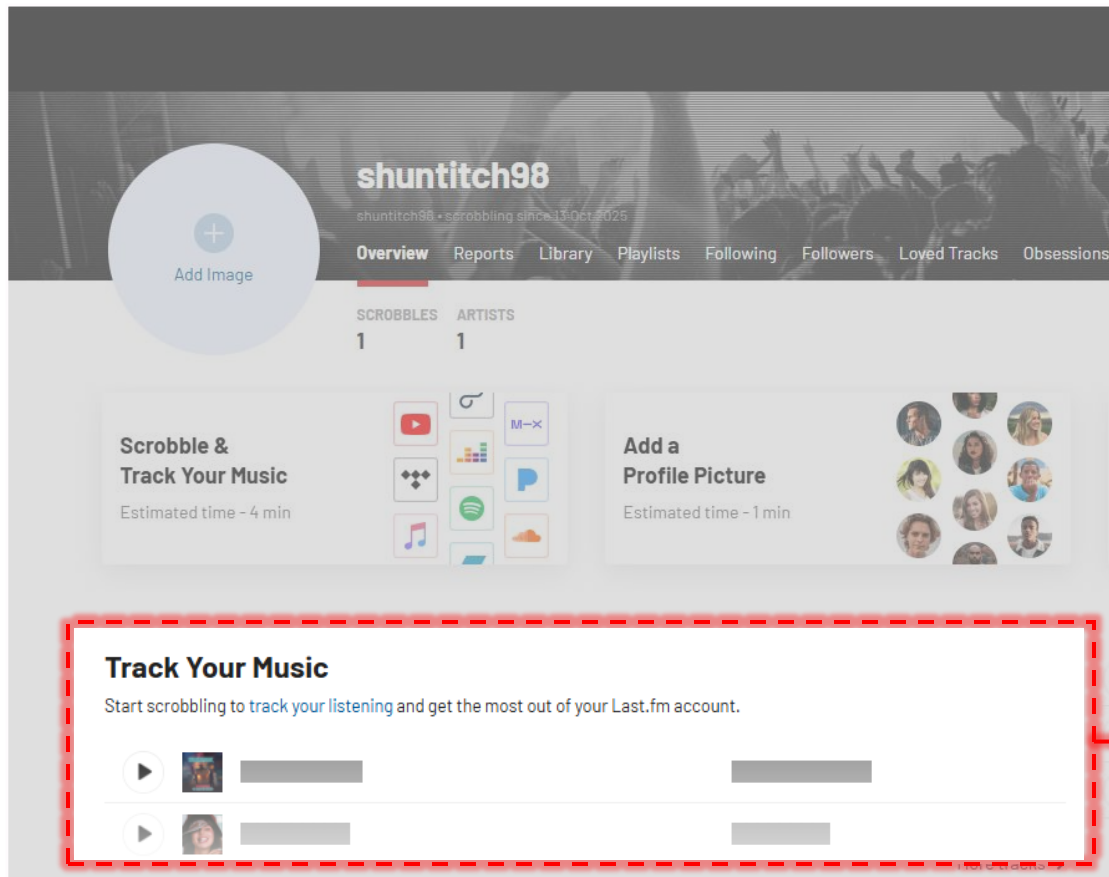 shuntitch98
shuntitch98 • scrobbling since 13 Oct 2025
Overview Reports Library Playlists Following Followers Loved Tracks Obsessions
Add Image
SCROBBLES ARTISTS
1 1
Scrobble &
Track Your Music
Estimated time - 4 min
M-X
Add a
Profile Picture
Estimated time - 1 min
Track Your Music
Start scrobbling to track your listening and get the most out of your Last.fm account.
More tracks